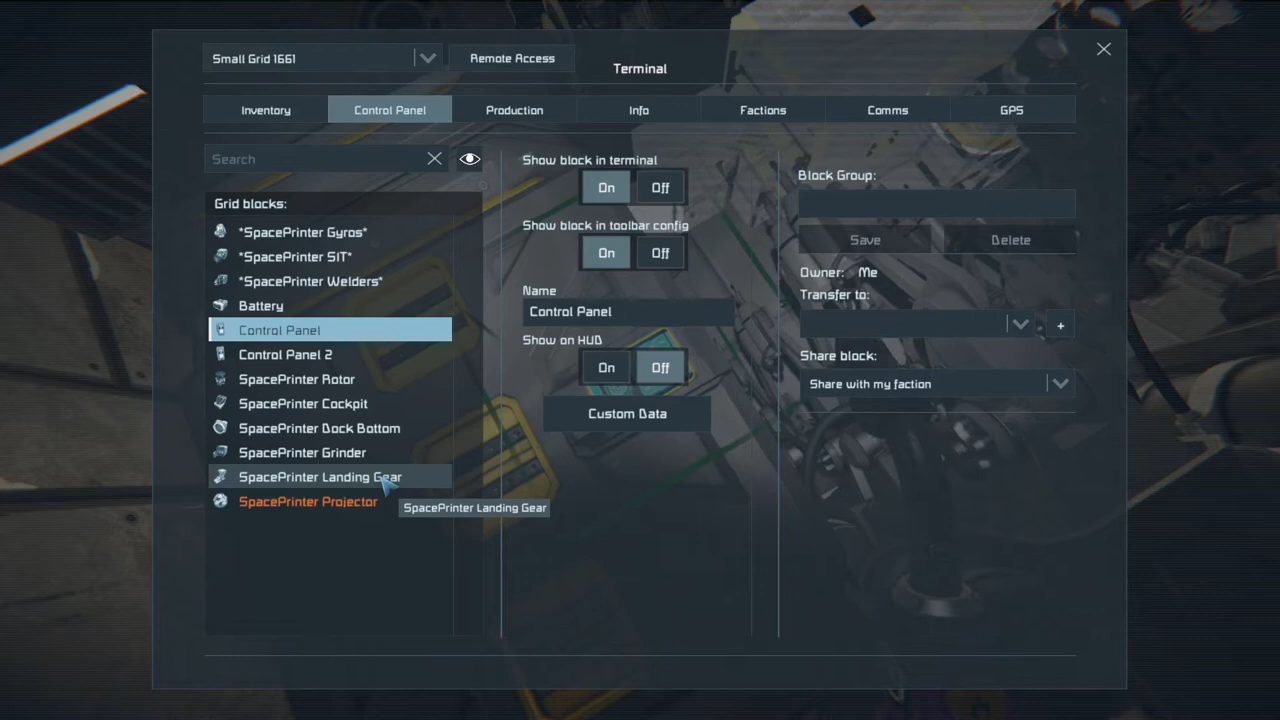 Small Grid 1661
Remote Access
Terminal
Inventory
Control Panel
Production
Info
Factions
Comms
GPS
Search
Grid blocks:
*SpacePrinter Gyros*
*SpacePrinter SIT*
*SpacePrinter Welders*
Battery
Control Panel
Control Panel 2
SpacePrinter Rotor
SpacePrinter Cockpit
SpacePrinter Dock Bottom
SpacePrinter Grinder
SpacePrinter Landing Gear
SpacePrinter Projector
SpacePrinter Landing Gear
Show block in terminal
On Off
Show block in toolbar config
On Off
Name
Control Panel
Show on HUD
On Off
Custom Data
Block Group:
Save Delete
Owner: Me
Transfer to:
+
Share block:
Share with my faction